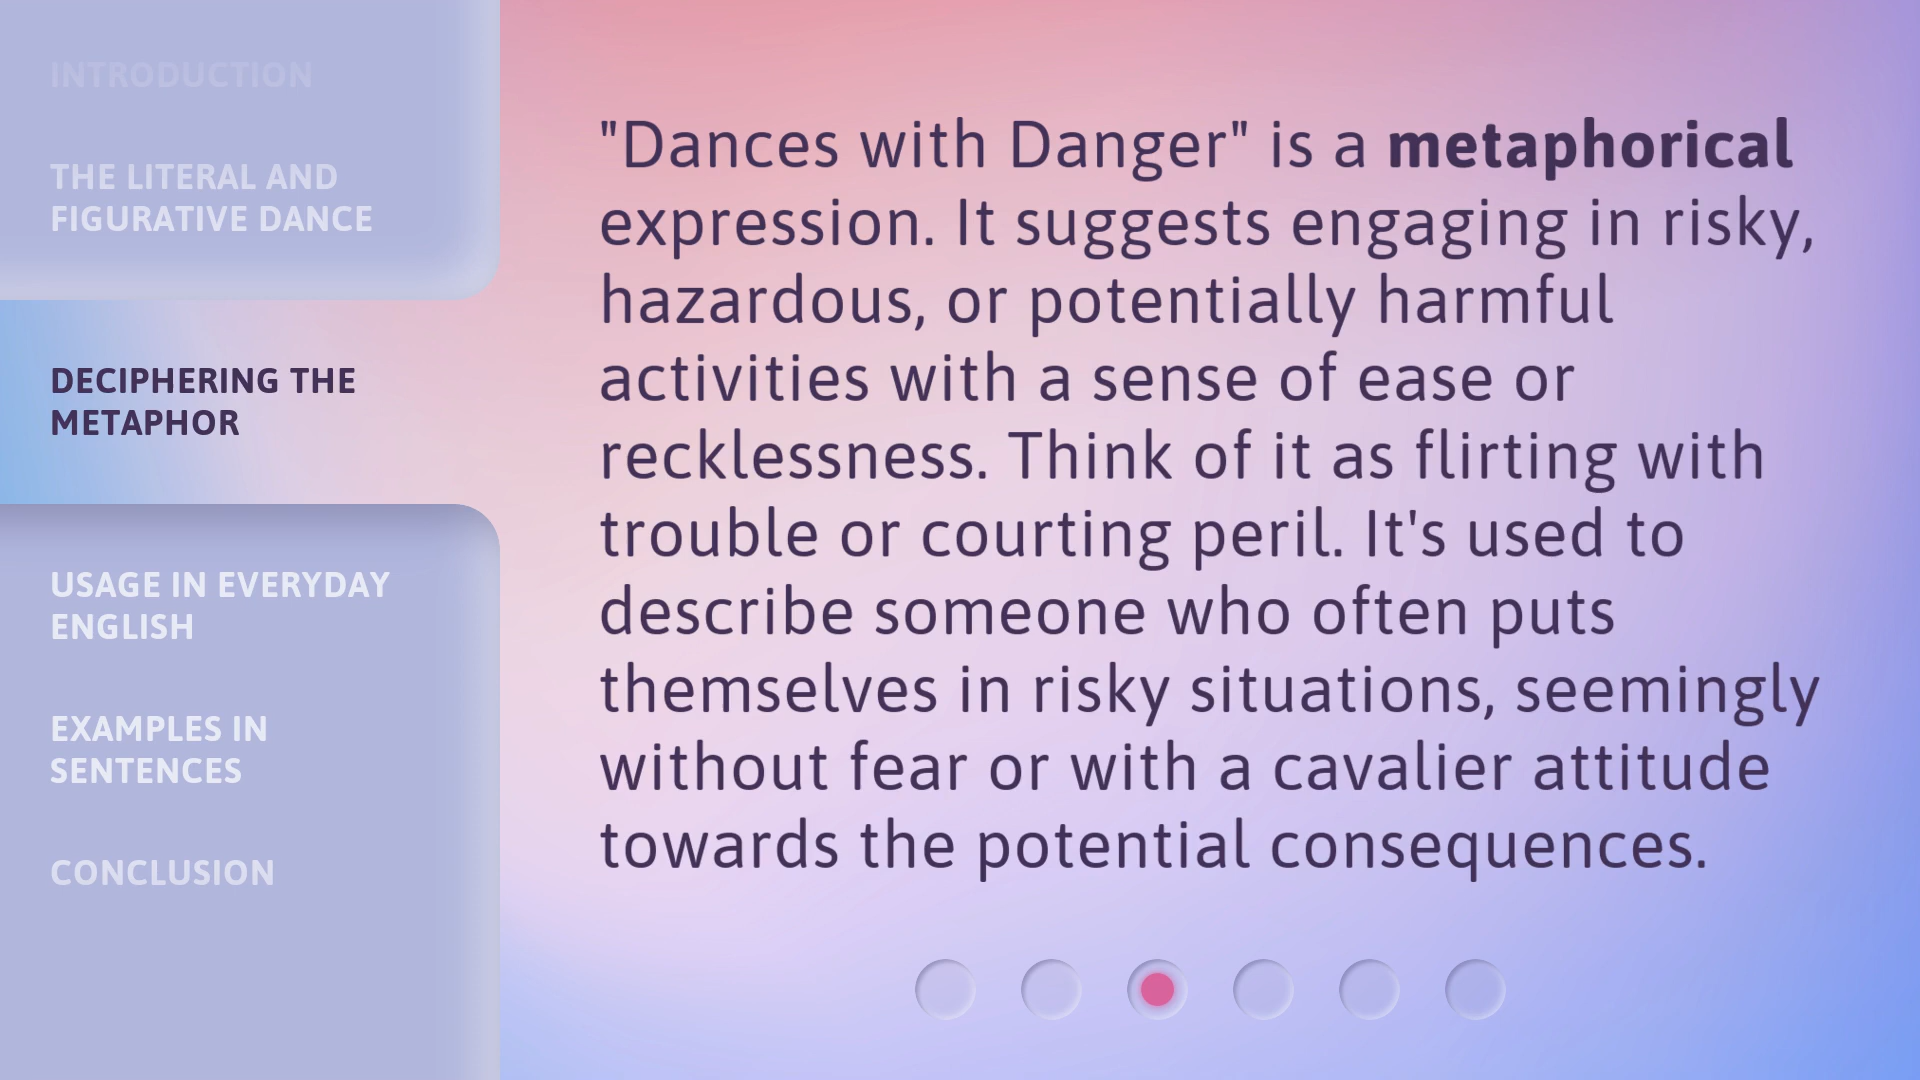 INTRODUCTION
THE LITERAL AND
FIGURATIVE DANCE
DECIPHERING THE
METAPHOR
USAGE IN EVERYDAY
ENGLISH
EXAMPLES IN
SENTENCES
CONCLUSION
"Dances with Danger" is a metaphorical
expression. It suggests engaging in risky,
hazardous, or potentially harmful
activities with a sense of ease or
recklessness. Think of it as flirting with
trouble or courting peril. It's used to
describe someone who often puts
themselves in risky situations, seemingly
without fear or with a cavalier attitude
towards the potential consequences.